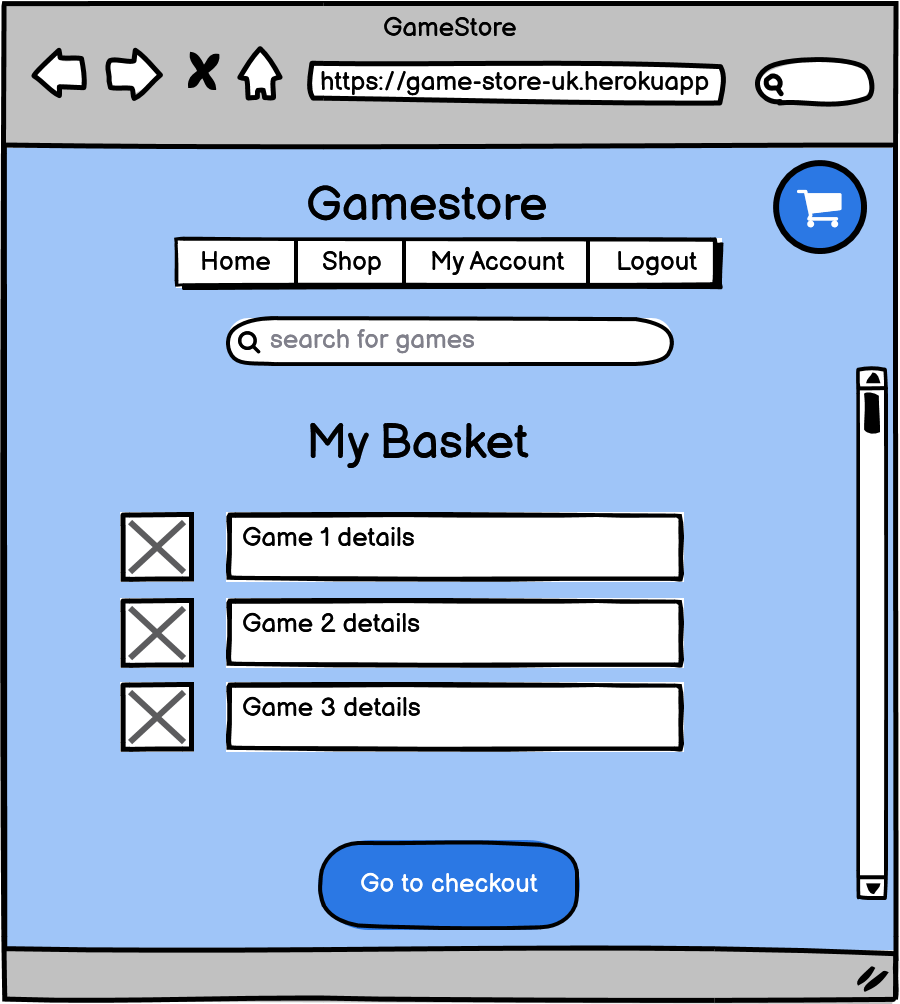 GameStore
https://game-store-uk.herokuapp
Gamestore
Home Shop My Account Logout
search for games
My Basket
Game 1 details
Game 2 details
Game 3 details
Go to checkout